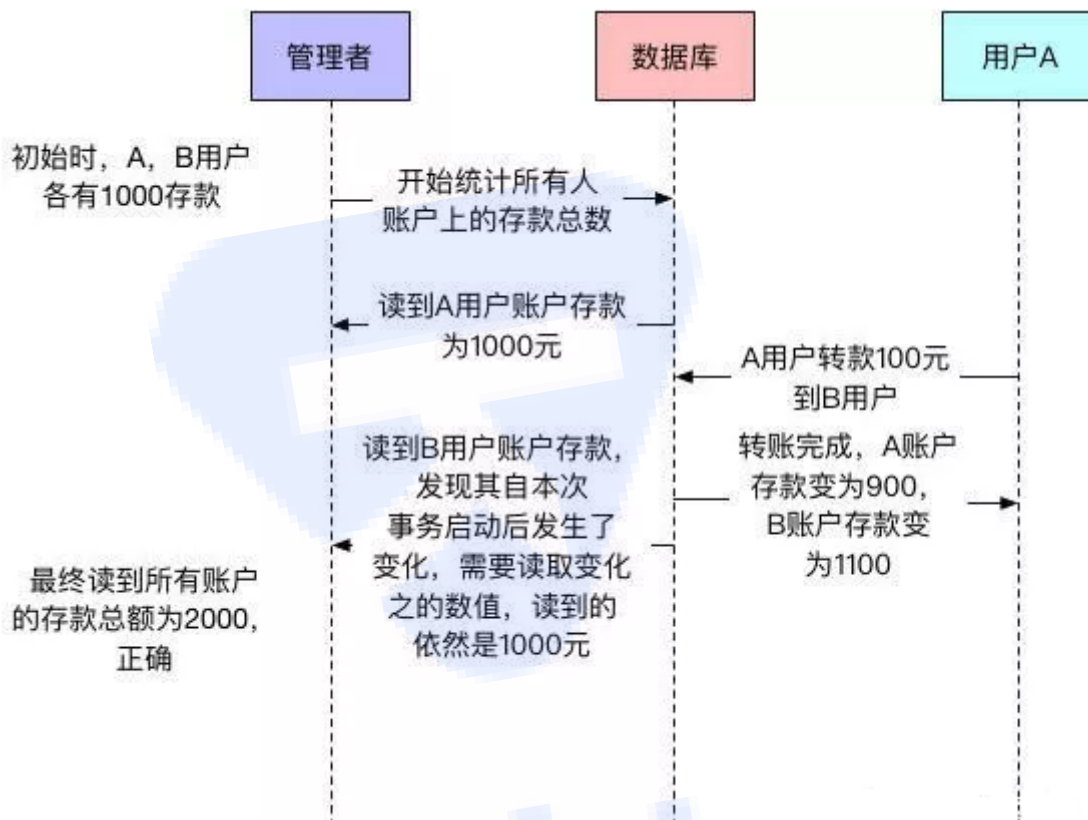 管理者
数据库
用户A
初始时，A，B用户
各有1000存款
开始统计所有人
账户上的存款总数
读到A用户账户存款
为1000元
A用户转款100元
到B用户
读到B用户账户存款，
发现其自本次
事务启动后发生了
变化，需要读取变化
之的数值，读到的
依然是1000元
转账完成，A账户
存款变为900，
B账户存款变
为1100
最终读到所有账户
的存款总额为2000，
正确